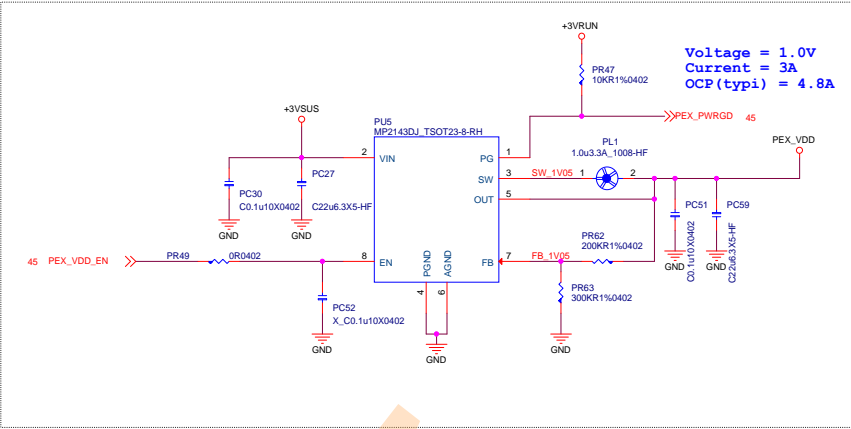 +3VRUN
Voltage = 1.0V
Current = 3A
OCP(typi) = 4.8A
PR47
10KR1%0402
+3VSUS
PEX_PWRGD 45
PU5
MP2143DJ_TSOT23-8-RH
PL1
1.0u3.3A_1008-HF
PEX_VDD
2 VIN
PG 1
PC27
C22u6.3X5-HF
PC30
C0.1u10X0402
SW 3 SW_1V05 1 2
OUT 5
PC51
C0.1u10X0402
PC59
C22u6.3X5-HF
GND
GND
PR62
200KR1%0402
45 PEX_VDD_EN
PR49 0R0402
8 EN
FB 7 FB_1V05
GND
GND
PGND
AGND
4
6
PR63
300KR1%0402
PC52
X_C0.1u10X0402
GND
GND
GND